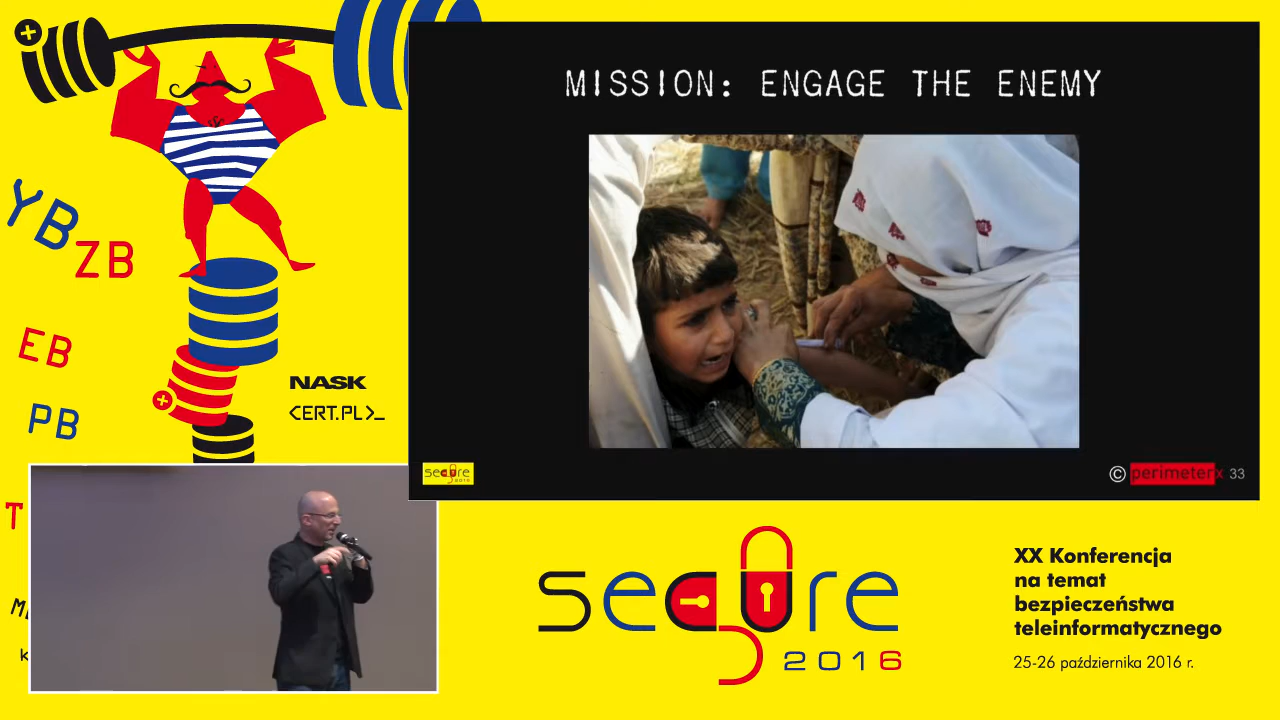 MISSION: ENGAGE THE ENEMY
secure
2016
© perimeterx 33
YB
ZB
EB
PB
T
NASK
<CERT.PL>_
secure
2016
XX Konferencja
na temat
bezpieczeństwa
teleinformatycznego
25-26 października 2016 r.